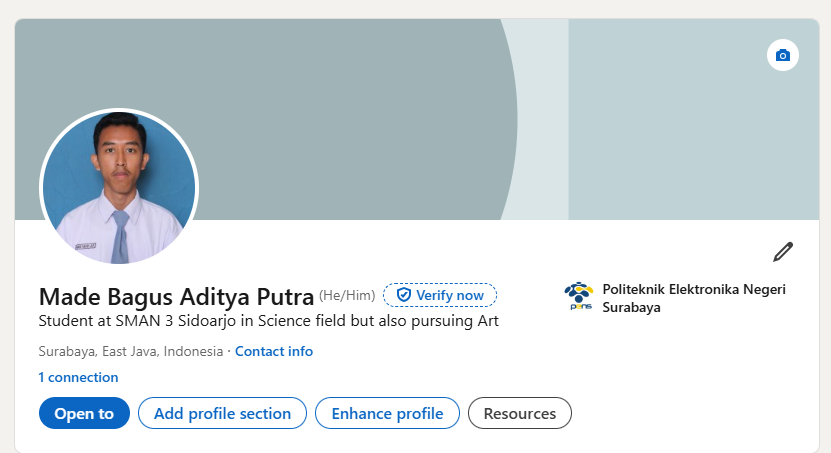 Made Bagus Aditya Putra (He/Him) Verify now
Student at SMAN 3 Sidoarjo in Science field but also pursuing Art
Surabaya, East Java, Indonesia · Contact info
1 connection
Open to
Add profile section
Enhance profile
Resources
pens
Politeknik Elektronika Negeri
Surabaya